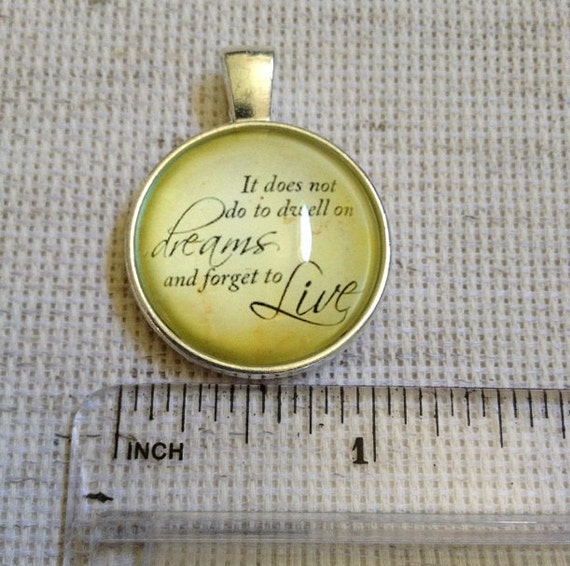 It does not
do to dwell on
dreams
and forget to
Live
INCH 1